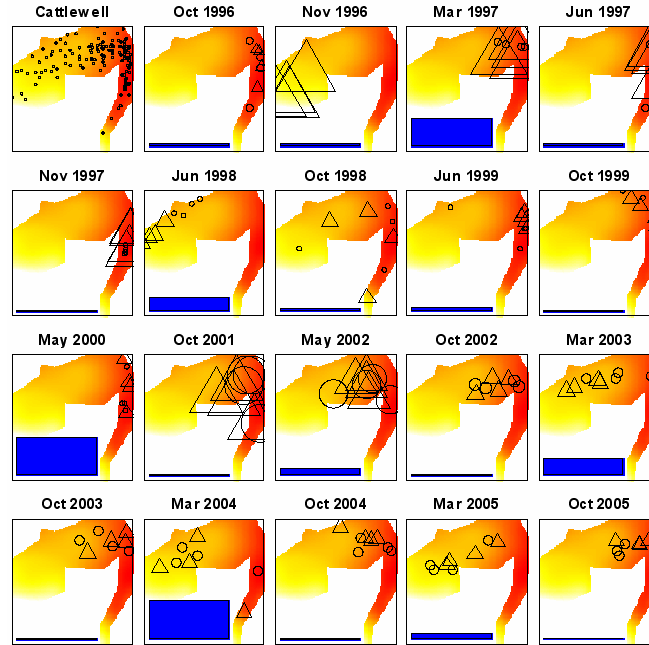 Cattlewell Oct 1996 Nov 1996 Mar 1997 Jun 1997
Nov 1997 Jun 1998 Oct 1998 Jun 1999 Oct 1999
May 2000 Oct 2001 May 2002 Oct 2002 Mar 2003
Oct 2003 Mar 2004 Oct 2004 Mar 2005 Oct 2005